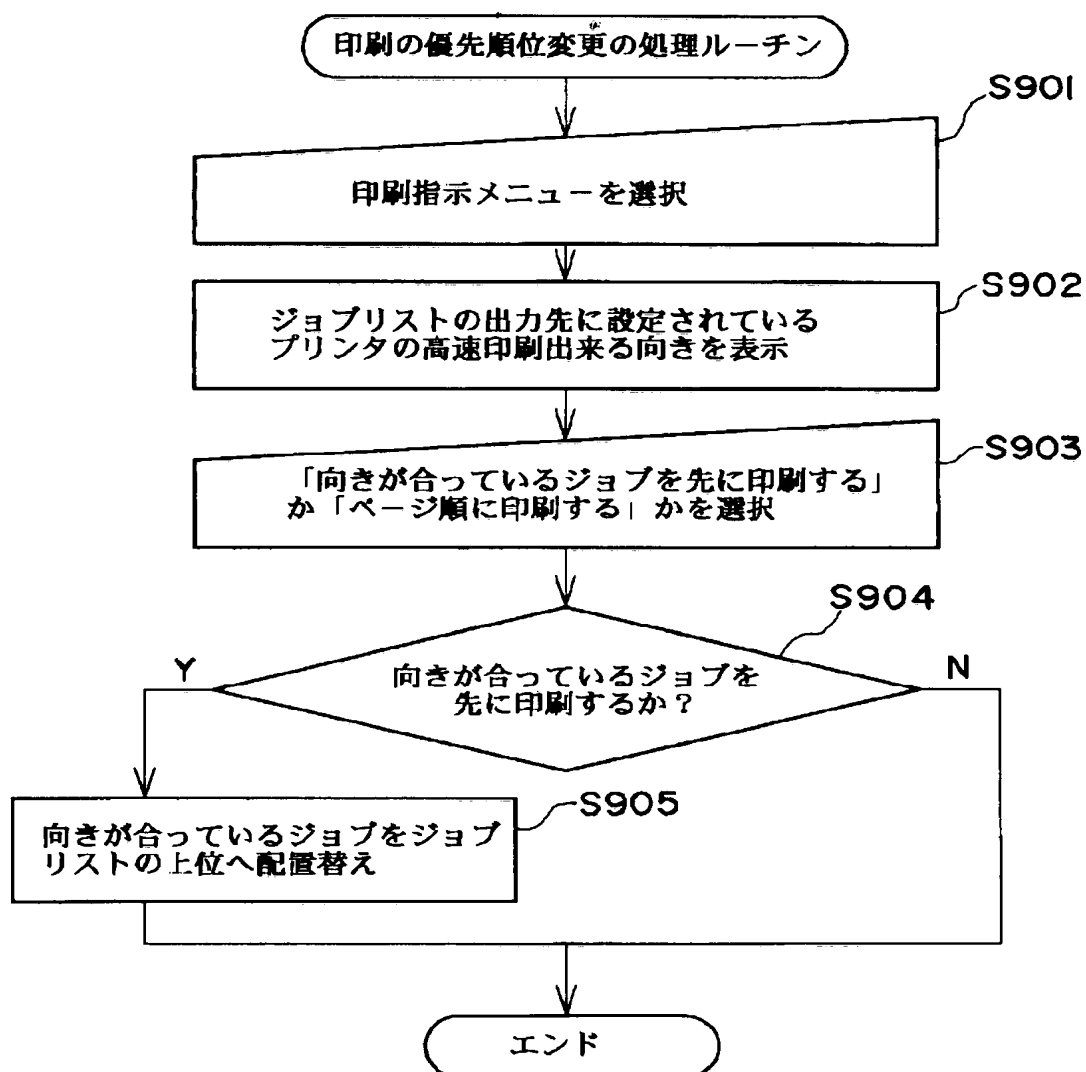 印刷の優先順位変更の処理ルーチン
S901
印刷指示メニューを選択
S902
ジョブリストの出力先に設定されている
プリンタの高速印刷出来る向きを表示
S903
「向きが合っているジョブを先に印刷する」
か「ページ順に印刷する」かを選択
S904
Y
N
向きが合っているジョブを
先に印刷するか？
S905
向きが合っているジョブをジョブ
リストの上位へ配置替え
エンド